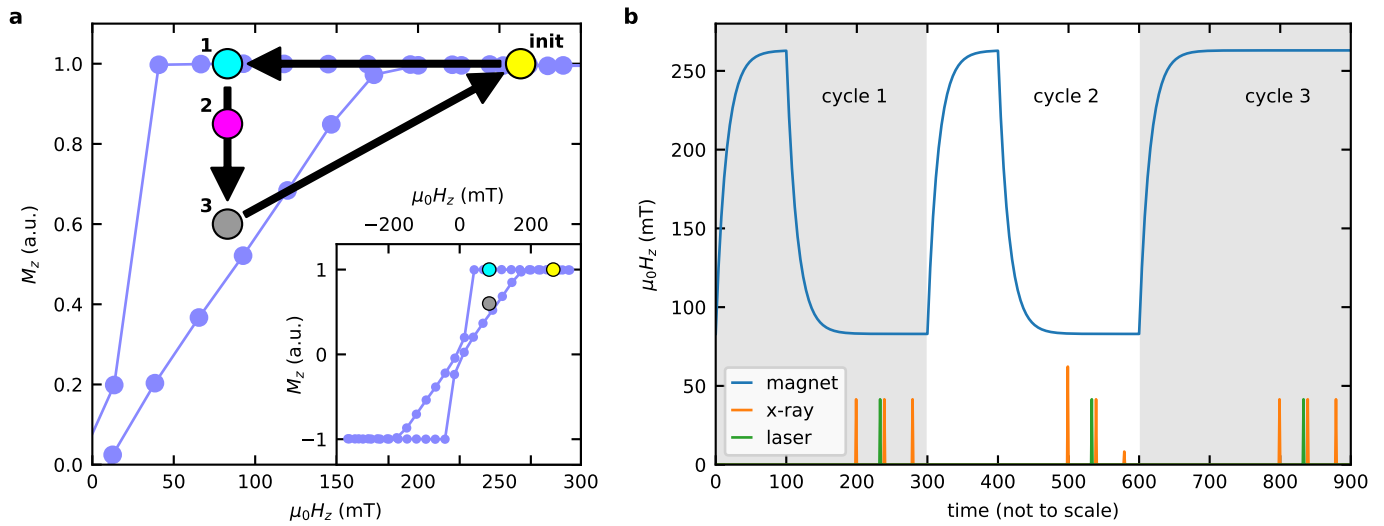 a
M_z (a.u.)
1.0
0.8
0.6
0.4
0.2
0.0
0 50 100 150 200 250 300
μ₀H_z (mT)
init
1
2
3
μ₀H_z (mT)
−200 0 200
M_z (a.u.)
1
0
−1
b
μ₀H_z (mT)
250
200
150
100
50
0
cycle 1 cycle 2 cycle 3
magnet
x-ray
laser
0 100 200 300 400 500 600 700 800 900
time (not to scale)